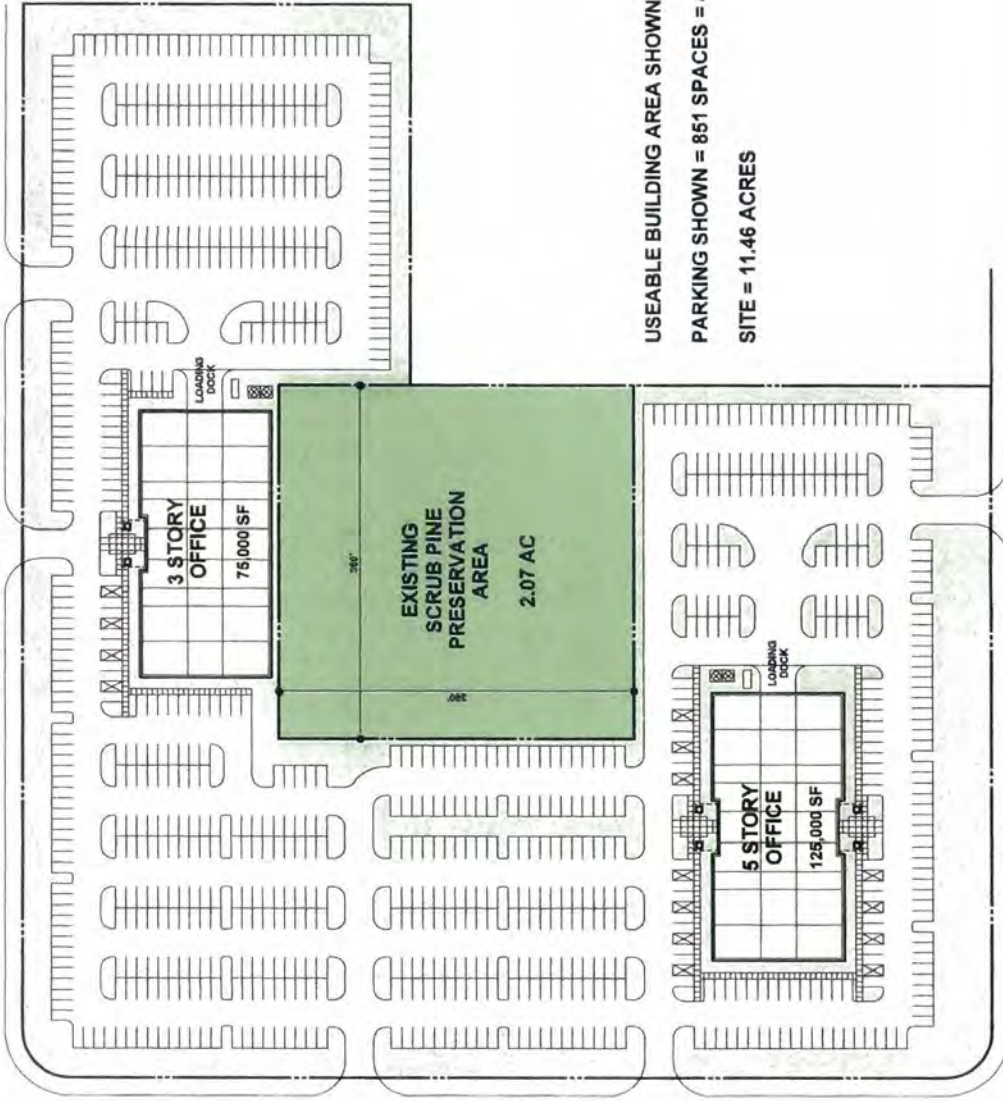 3 STORY
OFFICE
75,000 SF
LOADING
DOCK
EXISTING
SCRUB PINE
PRESERVATION
AREA
2.07 AC
5 STORY
OFFICE
125,000 SF
LOADING
DOCK
USEABLE BUILDING AREA SHOWN
PARKING SHOWN = 851 SPACES =
SITE = 11.46 ACRES